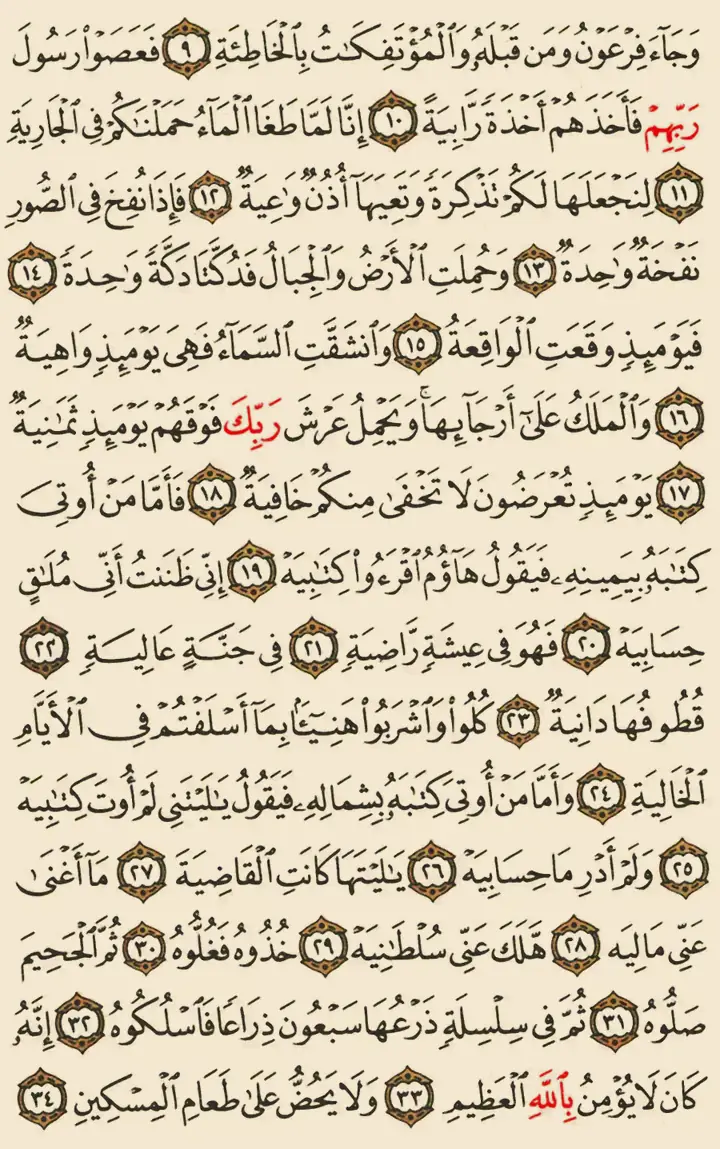 وَجَآءَ فِرْعَوْنُ وَمَن قَبْلَهُۥ وَٱلْمُؤْتَفِكَٰتُ بِٱلْخَاطِئَةِ ٩ فَعَصَوْا۟ رَسُولَ
رَبِّهِمْ فَأَخَذَهُمْ أَخْذَةً رَّابِيَةً ١٠ إِنَّا لَمَّا طَغَا ٱلْمَآءُ حَمَلْنَٰكُمْ فِى ٱلْجَارِيَةِ
١١ لِنَجْعَلَهَا لَكُمْ تَذْكِرَةً وَتَعِيَهَآ أُذُنٌ وَٰعِيَةٌ ١٢ فَإِذَا نُفِخَ فِى ٱلصُّورِ
نَفْخَةٌ وَٰحِدَةٌ ١٣ وَحُمِلَتِ ٱلْأَرْضُ وَٱلْجِبَالُ فَدُكَّتَا دَكَّةً وَٰحِدَةً ١٤
فَيَوْمَئِذٍ وَقَعَتِ ٱلْوَاقِعَةُ ١٥ وَٱنشَقَّتِ ٱلسَّمَآءُ فَهِىَ يَوْمَئِذٍ وَاهِيَةٌ
١٦ وَٱلْمَلَكُ عَلَىٰٓ أَرْجَآئِهَا ۚ وَيَحْمِلُ عَرْشَ رَبِّكَ فَوْقَهُمْ يَوْمَئِذٍ ثَمَٰنِيَةٌ
١٧ يَوْمَئِذٍ تُعْرَضُونَ لَا تَخْفَىٰ مِنكُمْ خَافِيَةٌ ١٨ فَأَمَّا مَنْ أُوتِىَ
كِتَٰبَهُۥ بِيَمِينِهِۦ فَيَقُولُ هَآؤُمُ ٱقْرَءُوا۟ كِتَٰبِيَهْ ١٩ إِنِّى ظَنَنتُ أَنِّى مُلَٰقٍ
حِسَابِيَهْ ٢٠ فَهُوَ فِى عِيشَةٍ رَّاضِيَةٍ ٢١ فِى جَنَّةٍ عَالِيَةٍ ٢٢
قُطُوفُهَا دَانِيَةٌ ٢٣ كُلُوا۟ وَٱشْرَبُوا۟ هَنِيٓـًٔۢا بِمَآ أَسْلَفْتُمْ فِى ٱلْأَيَّامِ
ٱلْخَالِيَةِ ٢٤ وَأَمَّا مَنْ أُوتِىَ كِتَٰبَهُۥ بِشِمَالِهِۦ فَيَقُولُ يَٰلَيْتَنِى لَمْ أُوتَ كِتَٰبِيَهْ
٢٥ وَلَمْ أَدْرِ مَا حِسَابِيَهْ ٢٦ يَٰلَيْتَهَا كَانَتِ ٱلْقَاضِيَةَ ٢٧ مَآ أَغْنَىٰ
عَنِّى مَالِيَهْ ٢٨ هَلَكَ عَنِّى سُلْطَٰنِيَهْ ٢٩ خُذُوهُ فَغُلُّوهُ ٣٠ ثُمَّ ٱلْجَحِيمَ
صَلُّوهُ ٣١ ثُمَّ فِى سِلْسِلَةٍ ذَرْعُهَا سَبْعُونَ ذِرَاعًا فَٱسْلُكُوهُ ٣٢ إِنَّهُۥ
كَانَ لَا يُؤْمِنُ بِٱللَّهِ ٱلْعَظِيمِ ٣٣ وَلَا يَحُضُّ عَلَىٰ طَعَامِ ٱلْمِسْكِينِ ٣٤